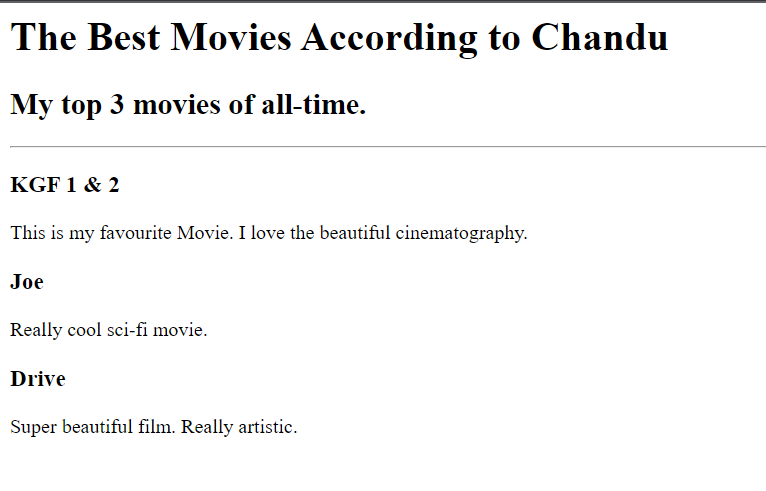 The Best Movies According to Chandu
My top 3 movies of all-time.
KGF 1 & 2
This is my favourite Movie. I love the beautiful cinematography.
Joe
Really cool sci-fi movie.
Drive
Super beautiful film. Really artistic.